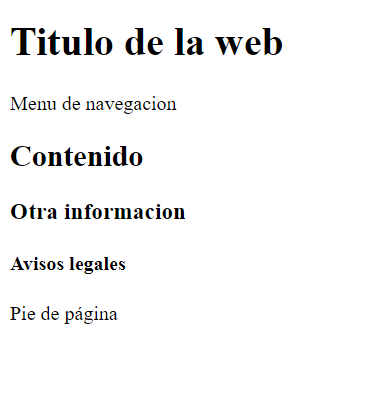 Titulo de la web
Menu de navegacion
Contenido
Otra informacion
Avisos legales
Pie de página